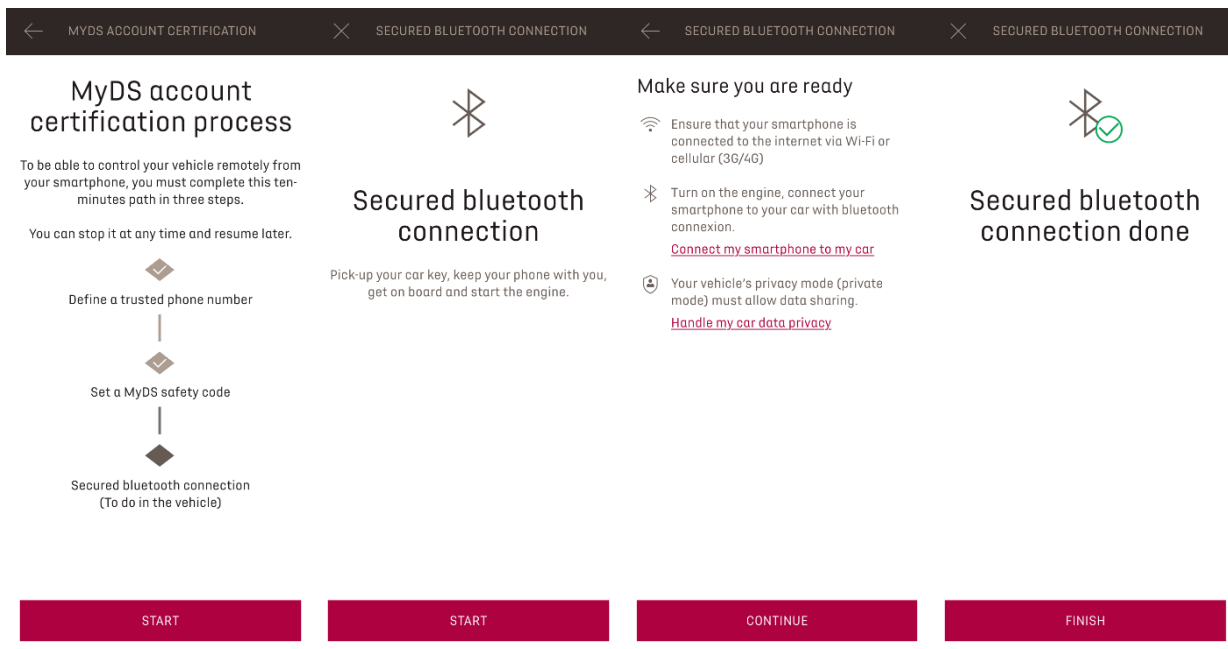 MYDS ACCOUNT CERTIFICATION
MyDS account
certification process
To be able to control your vehicle remotely from
your smartphone, you must complete this ten-
minutes path in three steps.
You can stop it at any time and resume later.
Define a trusted phone number
Set a MyDS safety code
Secured bluetooth connection
(To do in the vehicle)
START
SECURED BLUETOOTH CONNECTION
Secured bluetooth
connection
Pick-up your car key, keep your phone with you,
get on board and start the engine.
START
SECURED BLUETOOTH CONNECTION
Make sure you are ready
Ensure that your smartphone is
connected to the internet via Wi-Fi or
cellular (3G/4G)
Turn on the engine, connect your
smartphone to your car with bluetooth
connexion.
Connect my smartphone to my car
Your vehicle's privacy mode (private
mode) must allow data sharing.
Handle my car data privacy
CONTINUE
SECURED BLUETOOTH CONNECTION
Secured bluetooth
connection done
FINISH